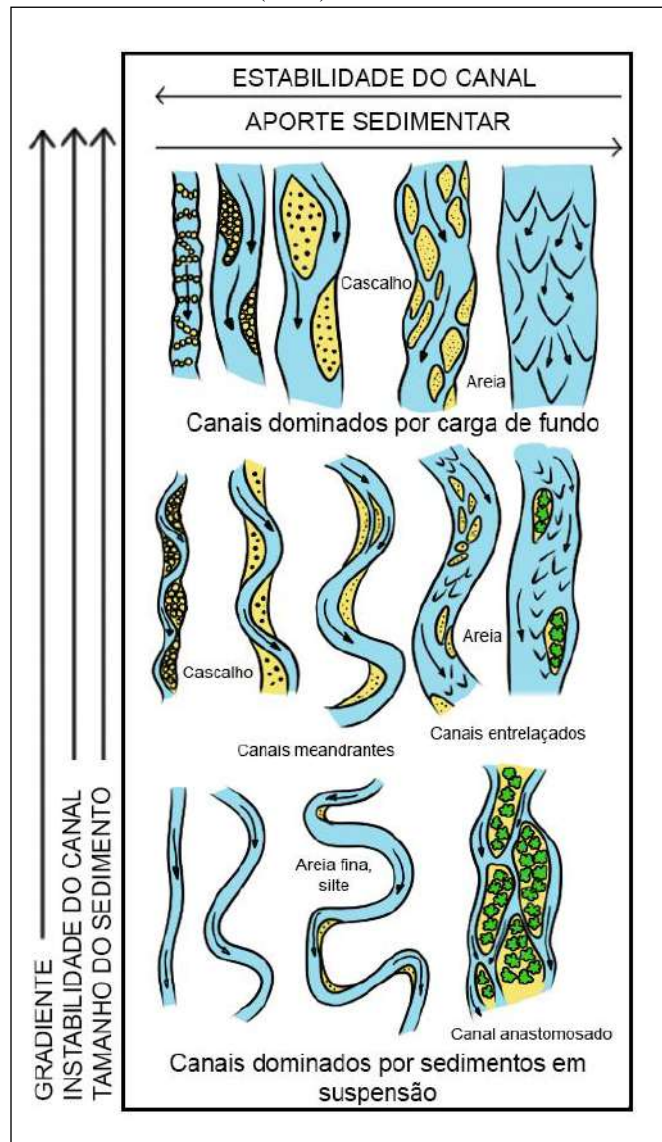 ESTABILIDADE DO CANAL
APORTE SEDIMENTAR
Cascalho
Areia
Canais dominados por carga de fundo
Cascalho
Areia
Canais meandrantes
Canais entrelaçados
Areia fina,
silte
Canal anastomosado
Canais dominados por sedimentos em
suspensão
GRADIENTE
INSTABILIDADE DO CANAL
TAMANHO DO SEDIMENTO